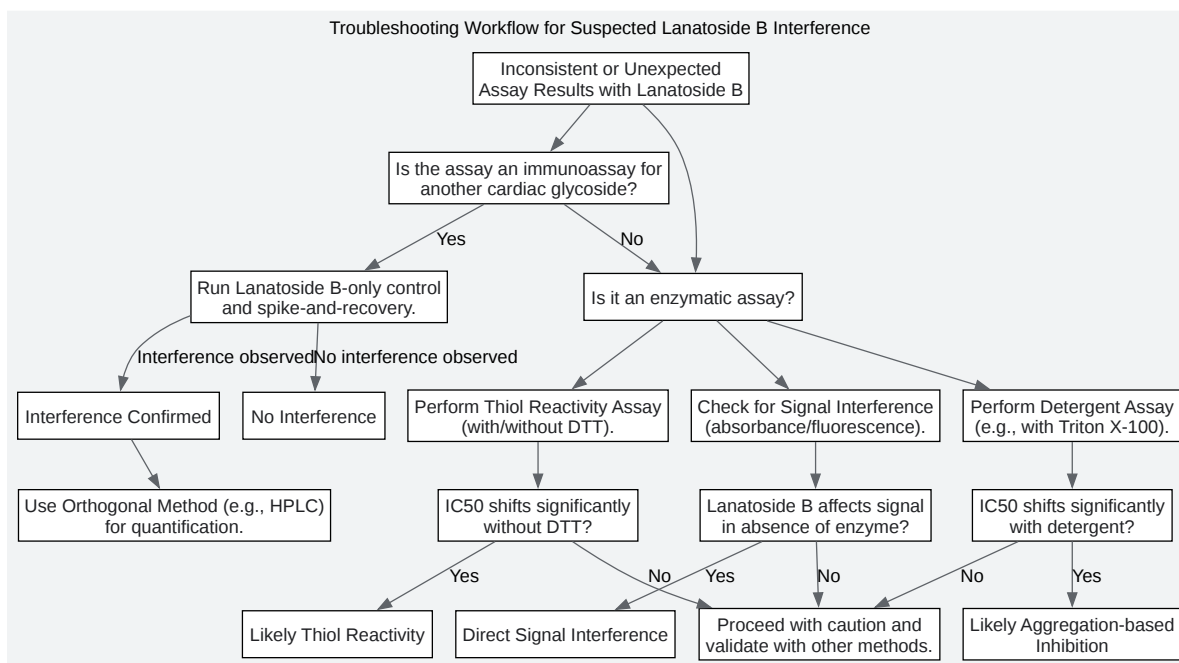 Troubleshooting Workflow for Suspected Lanatoside B Interference
Inconsistent or Unexpected
Assay Results with Lanatoside B
Is the assay an immunoassay for
another cardiac glycoside?
Yes
No
Run Lanatoside B-only control
and spike-and-recovery.
Is it an enzymatic assay?
Interference observed
No interference observed
Interference Confirmed
No Interference
Perform Thiol Reactivity Assay
(with/without DTT).
Check for Signal Interference
(absorbance/fluorescence).
Perform Detergent Assay
(e.g., with Triton X-100).
Use Orthogonal Method (e.g., HPLC)
for quantification.
IC50 shifts significantly
without DTT?
Lanatoside B affects signal
in absence of enzyme?
IC50 shifts significantly
with detergent?
Yes
No
Yes
No
No
Yes
Likely Thiol Reactivity
Direct Signal Interference
Proceed with caution and
validate with other methods.
Likely Aggregation-based
Inhibition